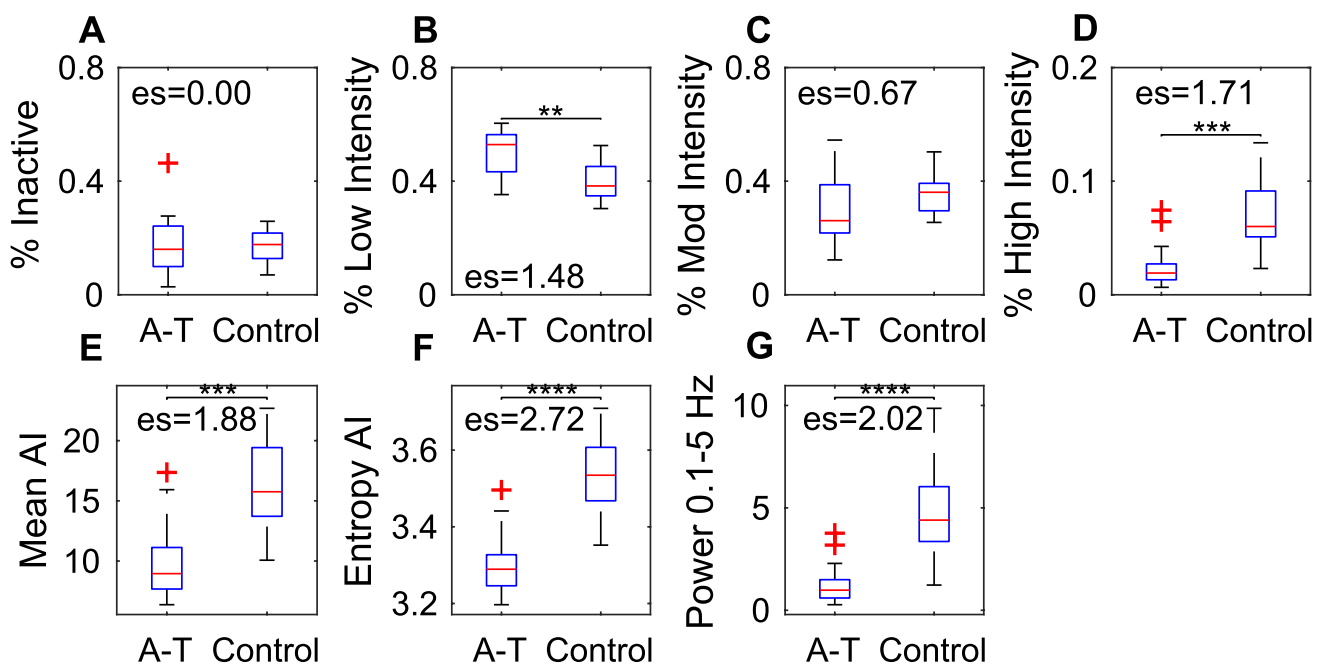 A
% Inactive
0.8
0.4
0
es=0.00
A-T Control
B
% Low Intensity
0.8
0.4
0
**
es=1.48
A-T Control
C
% Mod Intensity
0.8
0.4
0
es=0.67
A-T Control
D
% High Intensity
0.2
0.1
0
es=1.71
***
A-T Control
E
Mean AI
20
15
10
***
es=1.88
A-T Control
F
Entropy AI
3.6
3.4
3.2
****
es=2.72
A-T Control
G
Power 0.1-5 Hz
10
5
0
****
es=2.02
A-T Control